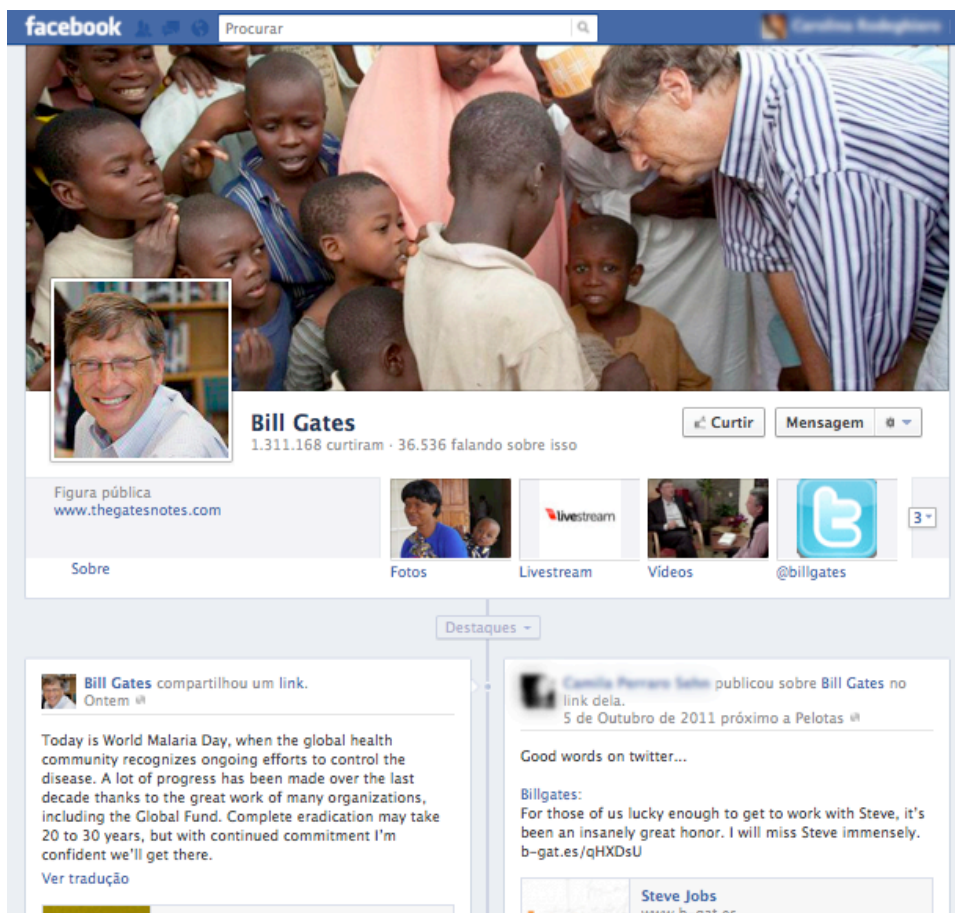 facebook
Procurar
Bill Gates
1.311.168 curtiram · 36.536 falando sobre isso
Curtir
Mensagem
Figura pública
www.thegatesnotes.com
Sobre
livestream
3
Fotos
Livestream
Vídeos
@billgates
Destaques
Bill Gates compartilhou um link.
Ontem
Today is World Malaria Day, when the global health
community recognizes ongoing efforts to control the
disease. A lot of progress has been made over the last
decade thanks to the great work of many organizations,
including the Global Fund. Complete eradication may take
20 to 30 years, but with continued commitment I'm
confident we'll get there.
Ver tradução
publicou sobre Bill Gates no
link dela.
5 de Outubro de 2011 próximo a Pelotas
Good words on twitter...
Billgates:
For those of us lucky enough to get to work with Steve, it's
been an insanely great honor. I will miss Steve immensely.
b-gat.es/qHXDsU
Steve Jobs
www.b-gat.es